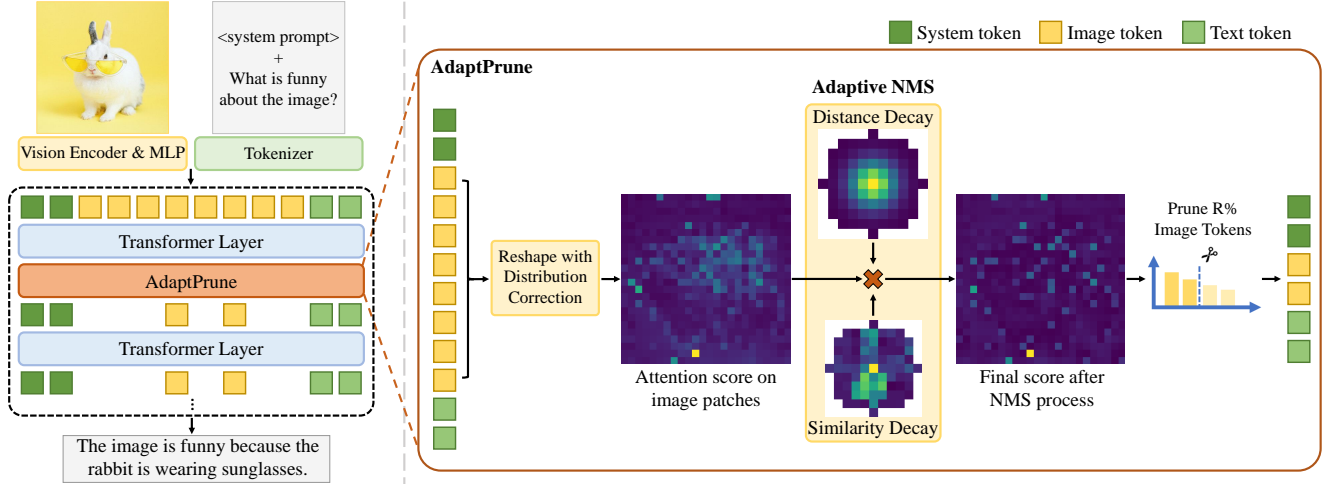 <system prompt>
+
What is funny
about the image?
Vision Encoder & MLP
Tokenizer
Transformer Layer
AdaptPrune
Transformer Layer
The image is funny because the
rabbit is wearing sunglasses.
System token
Image token
Text token
AdaptPrune
Reshape with
Distribution
Correction
Attention score on
image patches
Adaptive NMS
Distance Decay
Similarity Decay
Final score after
NMS process
Prune R%
Image Tokens